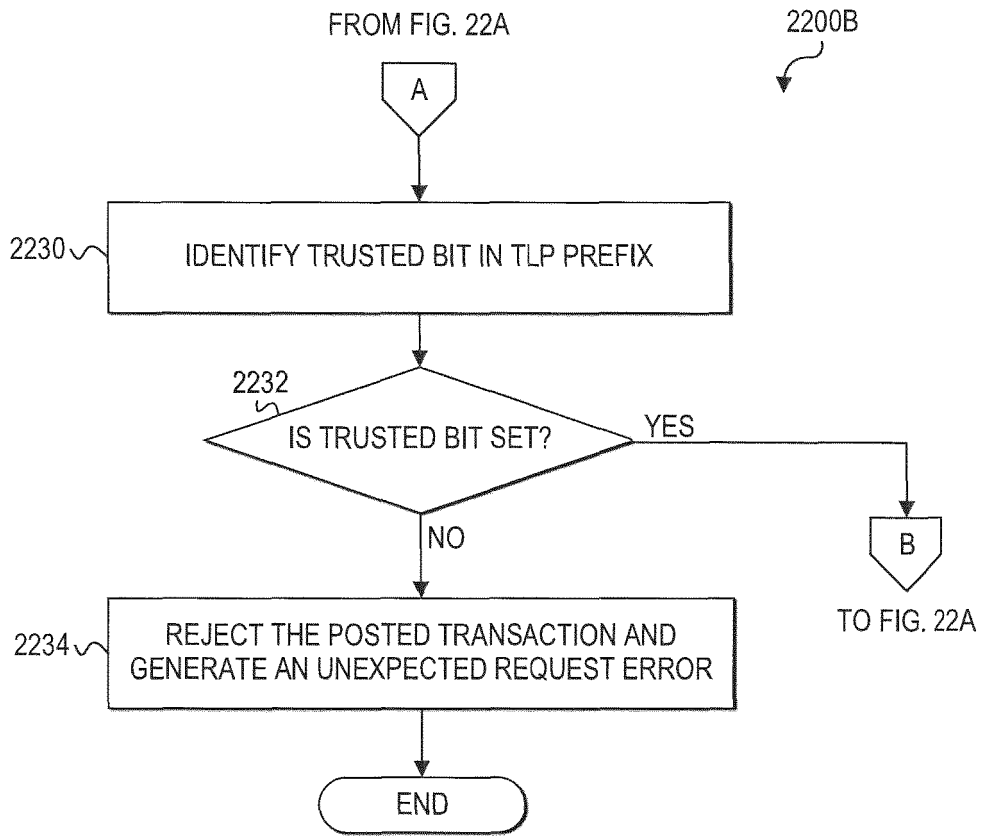 FROM FIG. 22A
2200B
A
2230
IDENTIFY TRUSTED BIT IN TLP PREFIX
2232
IS TRUSTED BIT SET?
YES
NO
B
TO FIG. 22A
2234
REJECT THE POSTED TRANSACTION AND
GENERATE AN UNEXPECTED REQUEST ERROR
END